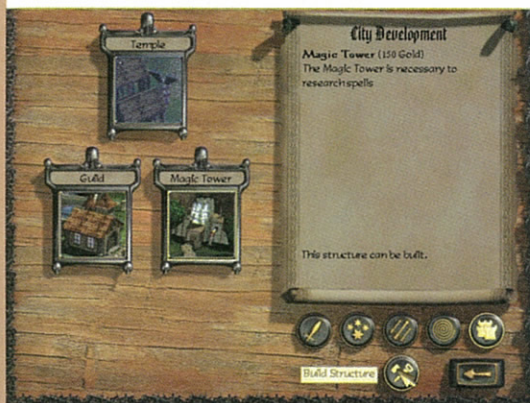 Temple
Guild
Magic Tower
City Development
Magic Tower (150 Gold)
The Magic Tower is necessary to
research spells
This structure can be built.
Build Structure